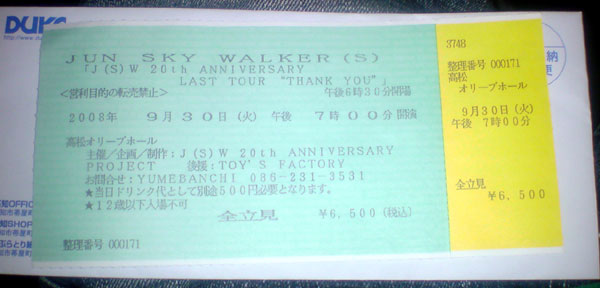 DUKE
JUN SKY WALKER(S)
「J(S)W 20th ANNIVERSARY
LAST TOUR "THANK YOU"」
<営利目的の転売禁止> 午後6時30分開場
2008年 9月30日(火) 午後 7時00分 開演
高松オリーブホール
主催/企画/制作:J(S)W 20th ANNIVERSARY
PROJECT 後援:TOY'S FACTORY
お問合せ:YUMEBANCHI 086-231-3531
★当日ドリンク代として別途500円必要となります。
★12歳以下入場不可
全立見 ¥6,500(税込)
整理番号 000171
3748
整理番号 000171
高松
オリーブホール
9月30日(火)
午後 7時00分
全立見
¥6,500
納